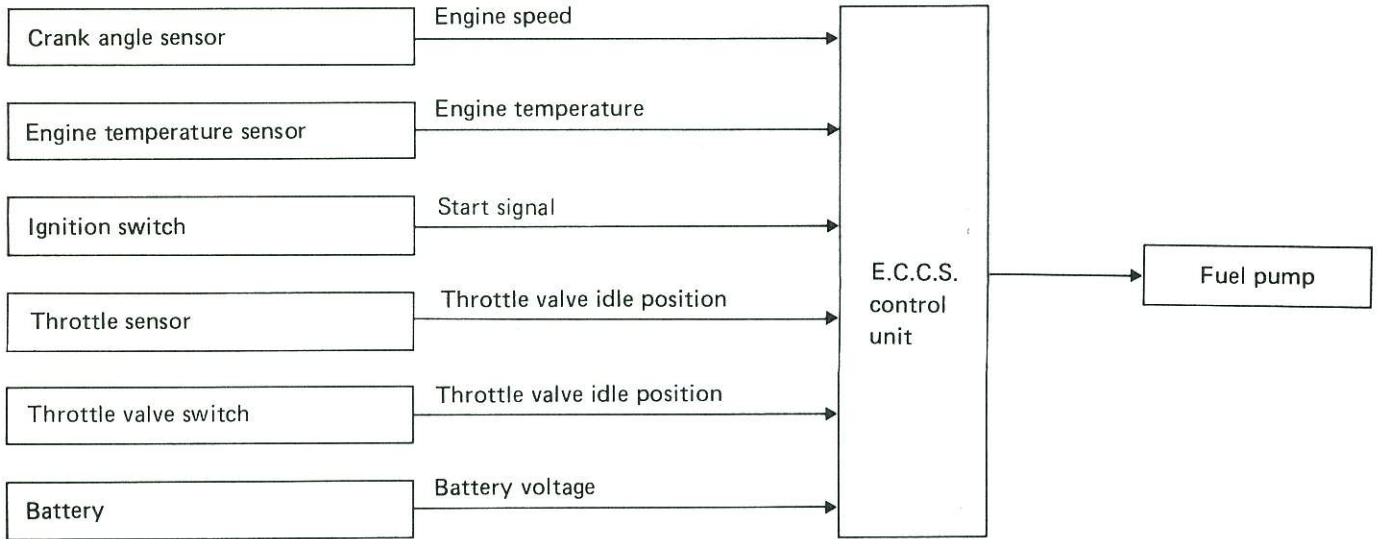 Crank angle sensor
Engine speed
Engine temperature sensor
Engine temperature
Ignition switch
Start signal
Throttle sensor
Throttle valve idle position
Throttle valve switch
Throttle valve idle position
Battery
Battery voltage
E.C.C.S.
control
unit
Fuel pump